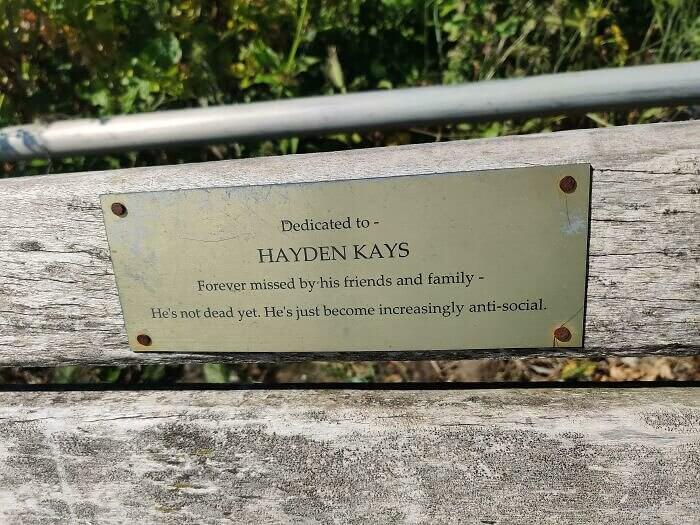 Dedicated to -
HAYDEN KAYS
Forever missed by his friends and family -
He's not dead yet. He's just become increasingly anti-social.